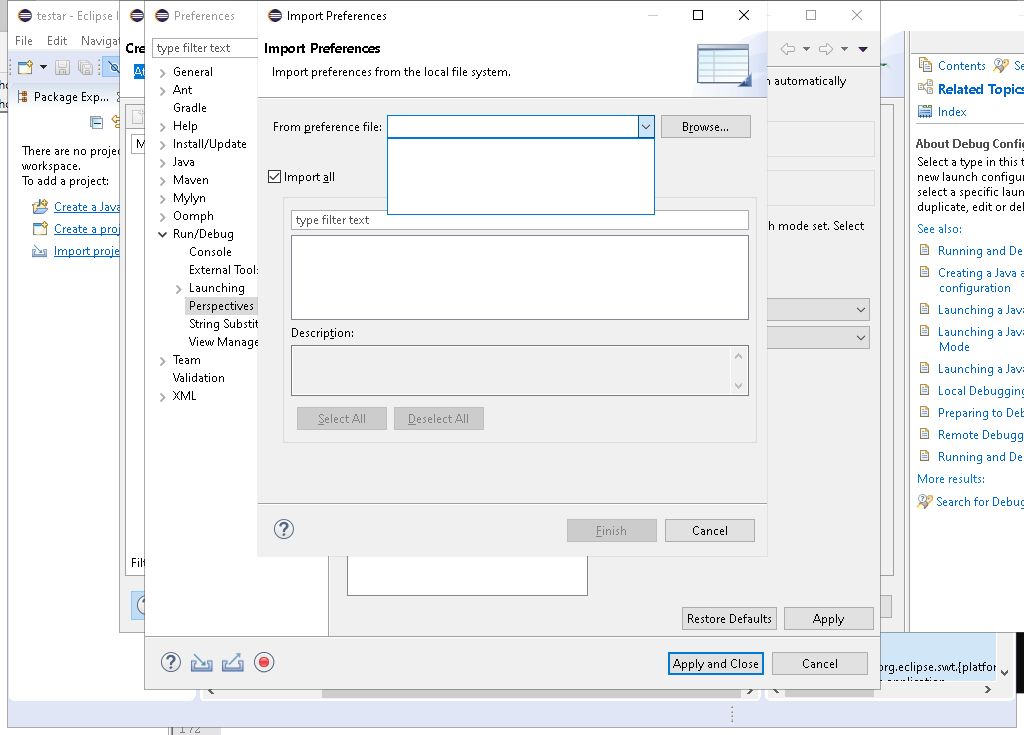 testar - Eclipse I
File Edit Navigat
Package Exp...
There are no projec
workspace.
To add a project:
Create a Java
Create a proj
Import proje
Cre
Filt
Preferences
type filter text
General
Ant
Gradle
Help
Install/Update
Java
Maven
Mylyn
Oomph
Run/Debug
Console
External Tools
Launching
Perspectives
String Substit
View Manage
Team
Validation
XML
Import Preferences
Import Preferences
Import preferences from the local file system.
From preference file:
Browse...
Import all
type filter text
Description:
Select All
Deselect All
Finish
Cancel
automatically
h mode set. Select
Restore Defaults
Apply
Apply and Close
Cancel
Contents
Se
Related Topics
Index
About Debug Config
Select a type in this t
new launch configur
select a specific laun
duplicate, edit or del
See also:
Running and De
Creating a Java a
configuration
Launching a Java
Launching a Java
Mode
Launching a Java
Local Debugging
Preparing to Deb
Remote Debugg
Running and De
More results:
Search for Debug
org.eclipse.swt.{platfor
172